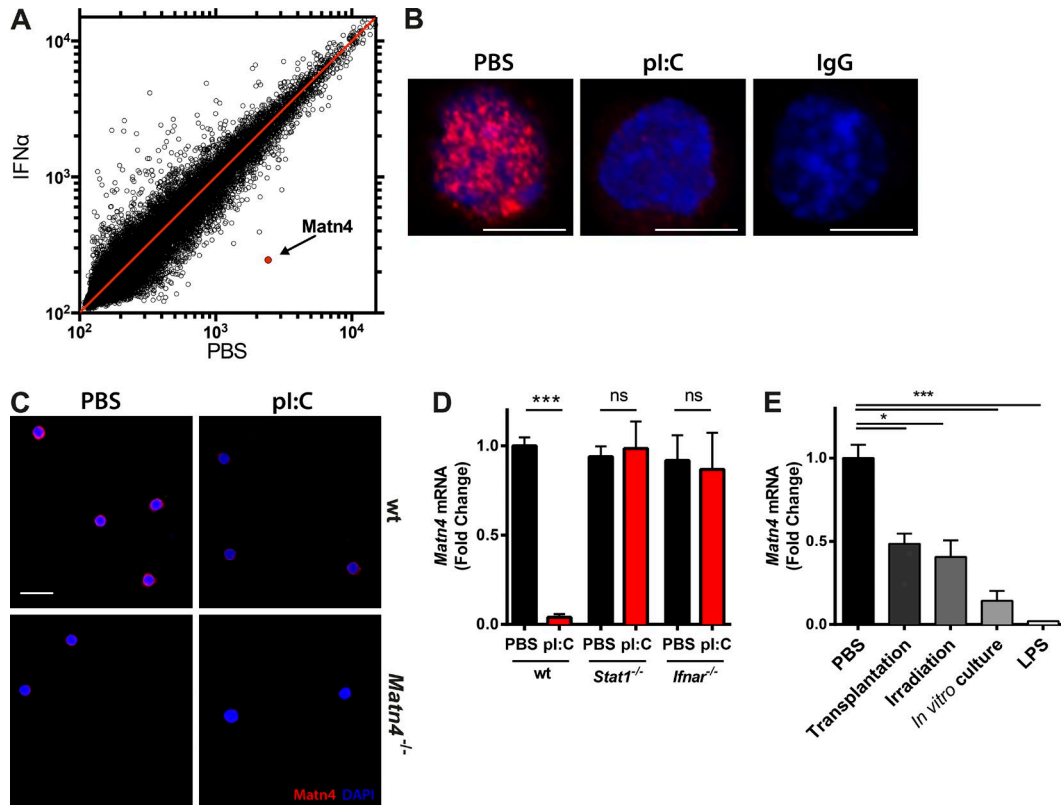 A
IFNα
10⁴
10³
10²
Matn4
10² 10³ 10⁴
PBS
B
PBS pI:C IgG
C
PBS pI:C
wt
Matn4-/-
Matn4 DAPI
D
*** ns ns
Matn4 mRNA
(Fold Change)
1.0
0.5
0.0
PBS pI:C PBS pI:C PBS pI:C
wt Stat1-/- Ifnar-/-
E
***
*
Matn4 mRNA
(Fold Change)
1.0
0.5
0.0
PBS
Transplantation
Irradiation
In vitro culture
LPS